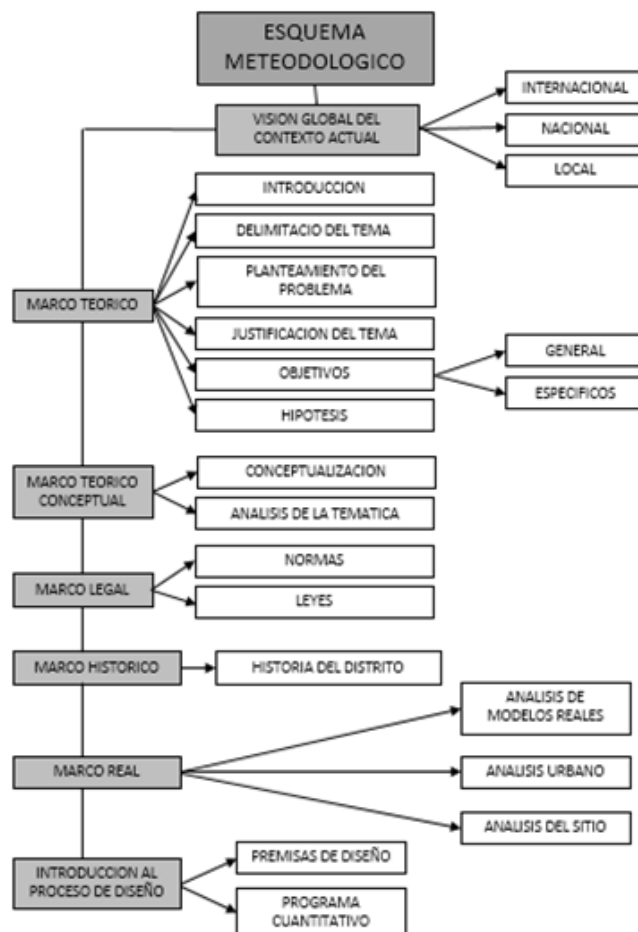 ESQUEMA
METEODOLOGICO
VISION GLOBAL DEL
CONTEXTO ACTUAL
INTERNACIONAL
NACIONAL
LOCAL
MARCO TEORICO
INTRODUCCION
DELIMITACIO DEL TEMA
PLANTEAMIENTO DEL
PROBLEMA
JUSTIFICACION DEL TEMA
OBJETIVOS
HIPOTESIS
GENERAL
ESPECIFICOS
MARCO TEORICO
CONCEPTUAL
CONCEPTUALIZACION
ANALISIS DE LA TEMATICA
MARCO LEGAL
NORMAS
LEYES
MARCO HISTORICO
HISTORIA DEL DISTRITO
MARCO REAL
ANALISIS DE
MODELOS REALES
ANALISIS URBANO
ANALISIS DEL SITIO
INTRODUCCION AL
PROCESO DE DISEÑO
PREMISAS DE DISEÑO
PROGRAMA
CUANTITATIVO